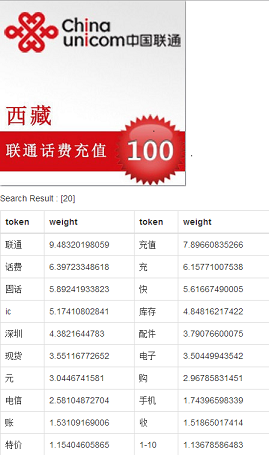 China
unicom中国联通
西藏
联通话费充值 100
Search Result : [20]
token weight token weight
联通 9.48320198059 充值 7.89660835266
话费 6.39723348618 充 6.15771007538
固话 5.89241933823 快 5.61667490005
ic 5.17410802841 库存 4.84816217422
深圳 4.3821644783 配件 3.79076600075
现货 3.55116772652 电子 3.50449943542
元 3.0446741581 购 2.96785831451
电信 2.58104872704 手机 1.74396598339
账 1.53109169006 收 1.51865017414
特价 1.15404605865 1-10 1.13678586483